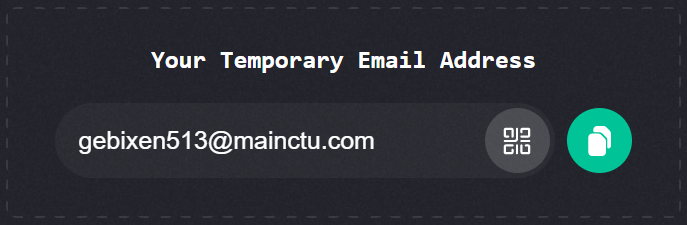 Your Temporary Email Address
gebixen513@mainctu.com